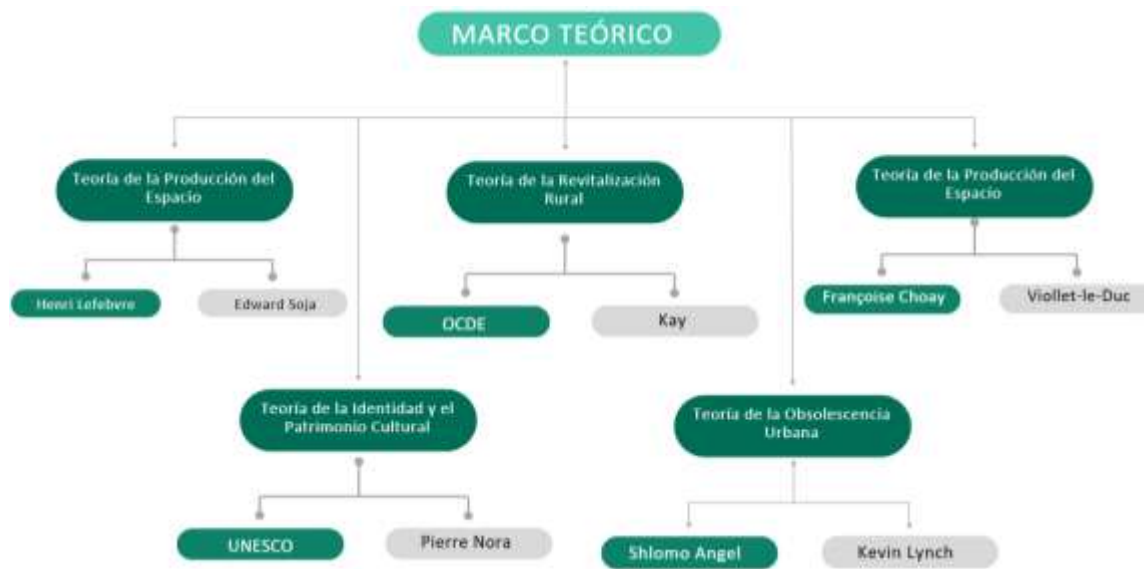 MARCO TEÓRICO
Teoría de la Producción del
Espacio
Teoría de la Revitalización
Rural
Teoría de la Producción del
Espacio
Henri Lefebvre
Edward Soja
OCDE
Kay
Françoise Choay
Viollet-le-Duc
Teoría de la Identidad y el
Patrimonio Cultural
Teoría de la Obsolescencia
Urbana
UNESCO
Pierre Nora
Shlomo Angel
Kevin Lynch